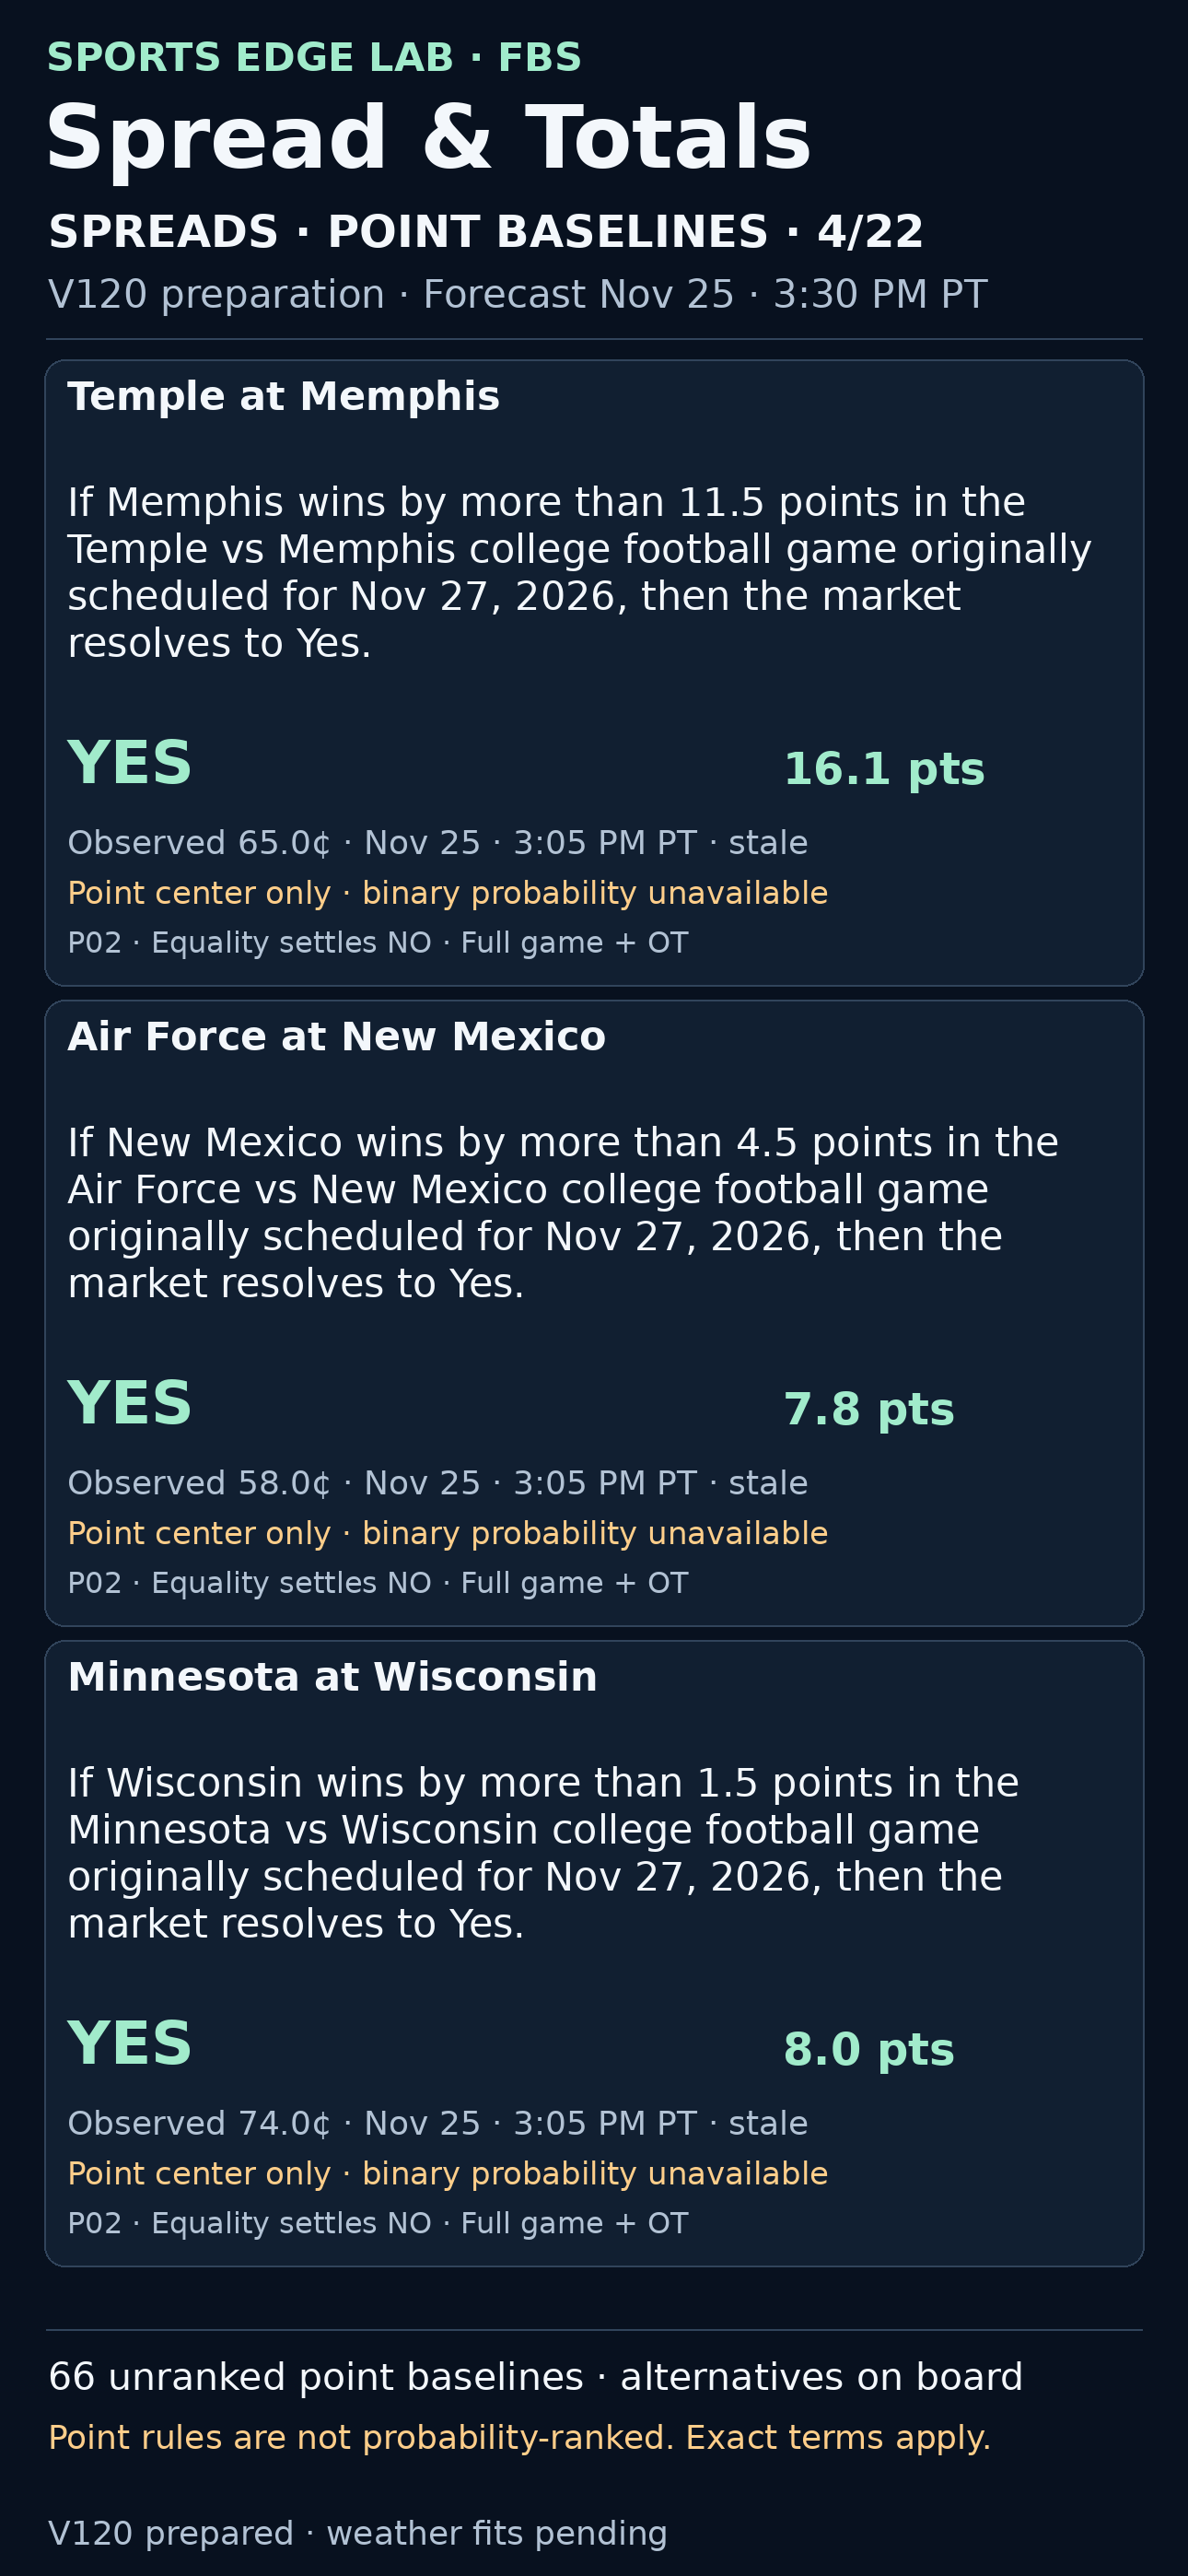 SPORTS EDGE LAB · FBS
Spread & Totals
SPREADS · POINT BASELINES · 4/22
V120 preparation · Forecast Nov 25 · 3:30 PM PT
Temple at Memphis
If Memphis wins by more than 11.5 points in the
Temple vs Memphis college football game originally
scheduled for Nov 27, 2026, then the market
resolves to Yes.
YES 16.1 pts
Observed 65.0¢ · Nov 25 · 3:05 PM PT · stale
Point center only · binary probability unavailable
P02 · Equality settles NO · Full game + OT
Air Force at New Mexico
If New Mexico wins by more than 4.5 points in the
Air Force vs New Mexico college football game
originally scheduled for Nov 27, 2026, then the
market resolves to Yes.
YES 7.8 pts
Observed 58.0¢ · Nov 25 · 3:05 PM PT · stale
Point center only · binary probability unavailable
P02 · Equality settles NO · Full game + OT
Minnesota at Wisconsin
If Wisconsin wins by more than 1.5 points in the
Minnesota vs Wisconsin college football game
originally scheduled for Nov 27, 2026, then the
market resolves to Yes.
YES 8.0 pts
Observed 74.0¢ · Nov 25 · 3:05 PM PT · stale
Point center only · binary probability unavailable
P02 · Equality settles NO · Full game + OT
66 unranked point baselines · alternatives on board
Point rules are not probability-ranked. Exact terms apply.
V120 prepared · weather fits pending